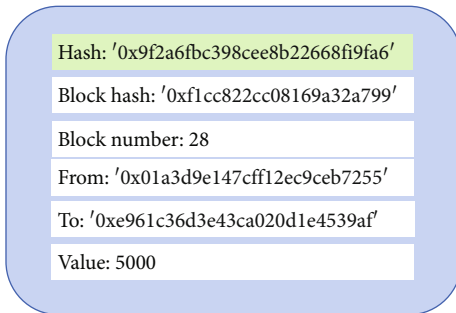 Hash: '0x9f2a6fbc398cee8b22668fi9fa6'
Block hash: '0xf1cc822cc08169a32a799'
Block number: 28
From: '0x01a3d9e147cff12ec9ceb7255'
To: '0xe961c36d3e43ca020d1e4539af'
Value: 5000